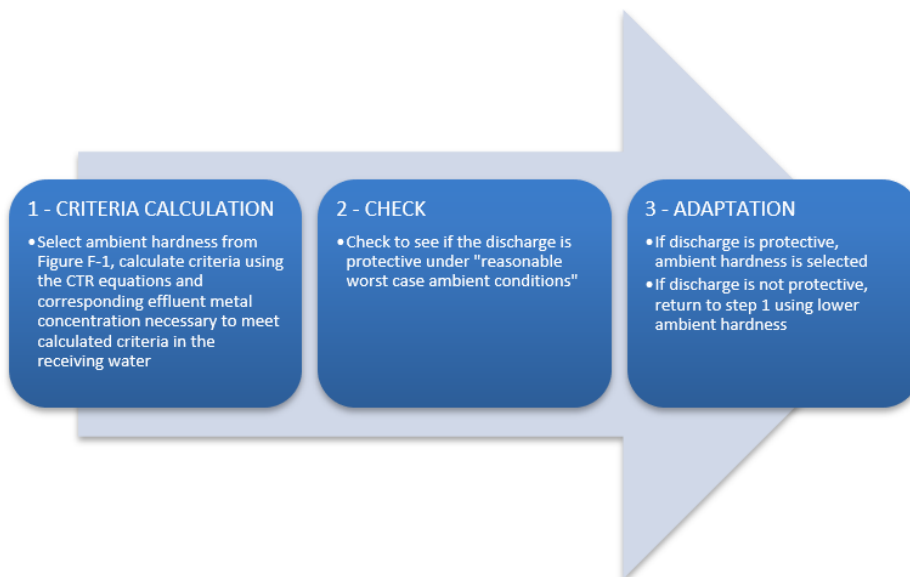 1 - CRITERIA CALCULATION
•Select ambient hardness from
Figure F-1, calculate criteria using
the CTR equations and
corresponding effluent metal
concentration necessary to meet
calculated criteria in the
receiving water
2 - CHECK
•Check to see if the discharge is
protective under "reasonable
worst case ambient conditions"
3 - ADAPTATION
•If discharge is protective,
ambient hardness is selected
•If discharge is not protective,
return to step 1 using lower
ambient hardness